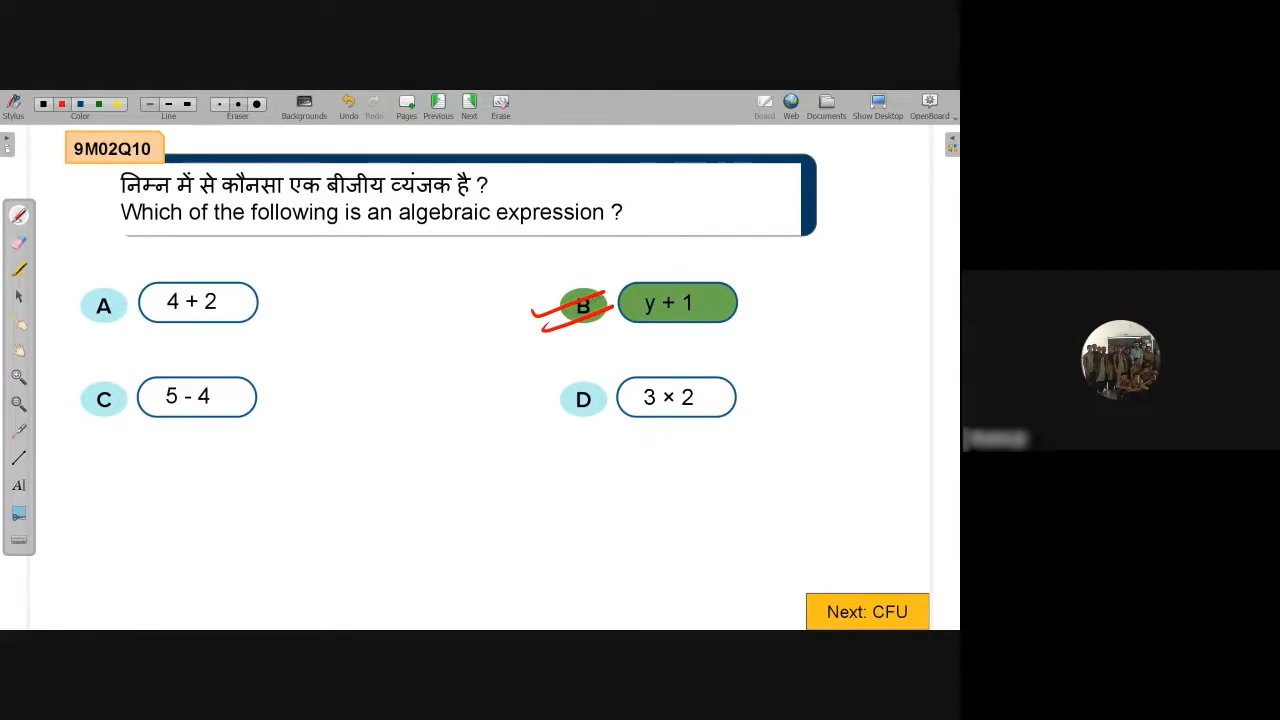 Stylus
Color
Line
Eraser
Backgrounds
Undo
Redo
Pages
Previous
Next
Erase
Board
Web
Documents
Show Desktop
OpenBoard
9M02Q10
निम्न में से कौनसा एक बीजीय व्यंजक है ?
Which of the following is an algebraic expression ?
A 4 + 2
B y + 1
C 5 - 4
D 3 × 2
Next: CFU